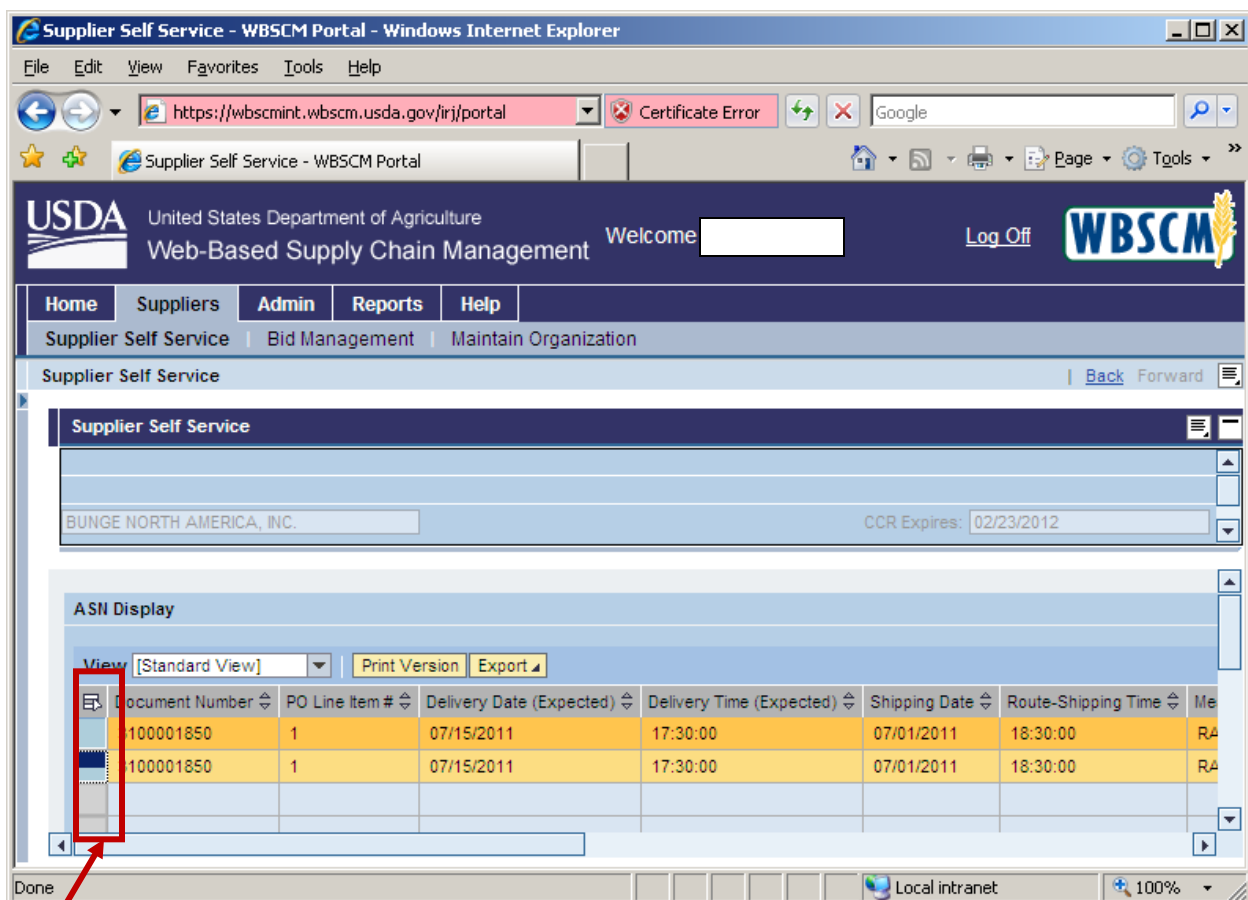 Supplier Self Service - WBSCM Portal - Windows Internet Explorer
File Edit View Favorites Tools Help
https://wbscmint.wbscm.usda.gov/irj/portal Certificate Error Google
Supplier Self Service - WBSCM Portal Page Tools
USDA United States Department of Agriculture
Web-Based Supply Chain Management Welcome Log Off WBSCM
Home Suppliers Admin Reports Help
Supplier Self Service | Bid Management | Maintain Organization
Supplier Self Service | Back Forward
Supplier Self Service
BUNGE NORTH AMERICA, INC. CCR Expires: 02/23/2012
ASN Display
View [Standard View] Print Version Export
Document Number PO Line Item # Delivery Date (Expected) Delivery Time (Expected) Shipping Date Route-Shipping Time Me
100001850 1 07/15/2011 17:30:00 07/01/2011 18:30:00 RA
100001850 1 07/15/2011 17:30:00 07/01/2011 18:30:00 RA
Done Local intranet 100%